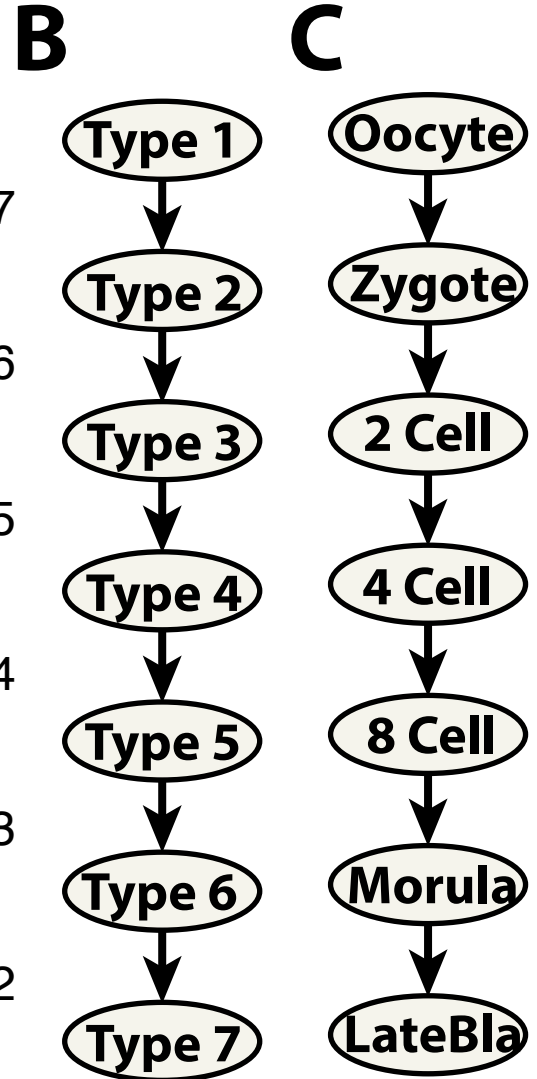 B
C
Type 1
Oocyte
7
Type 2
Zygote
6
Type 3
2 Cell
5
Type 4
4 Cell
4
Type 5
8 Cell
3
Type 6
Morula
2
Type 7
LateBla